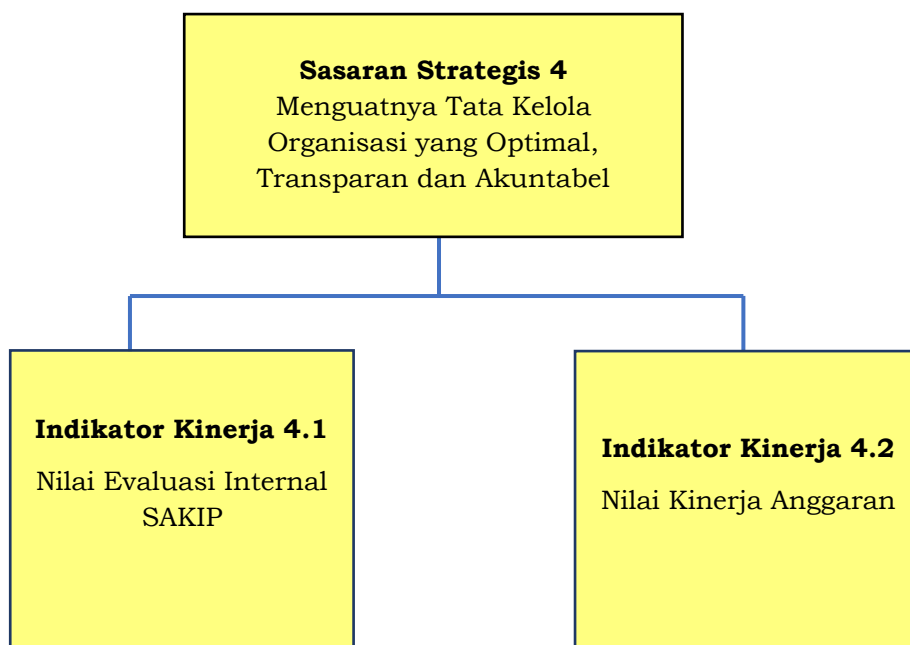 Sasaran Strategis 4
Menguatnya Tata Kelola
Organisasi yang Optimal,
Transparan dan Akuntabel
Indikator Kinerja 4.1
Nilai Evaluasi Internal
SAKIP
Indikator Kinerja 4.2
Nilai Kinerja Anggaran